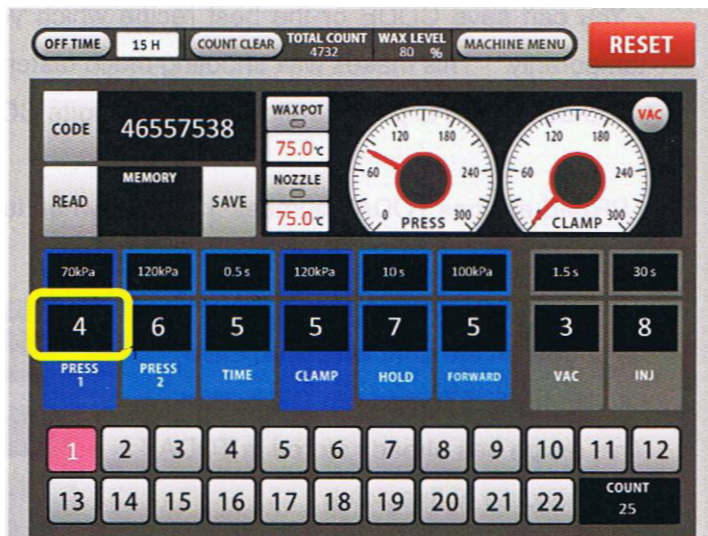 OFF TIME 15 H COUNT CLEAR TOTAL COUNT 4732 WAX LEVEL 80 % MACHINE MENU RESET
CODE 46557538
MEMORY
READ SAVE
WAX POT
75.0℃
NOZZLE
75.0℃
0 60 120 180 240 300
PRESS
VAC
0 60 120 180 240 300
CLAMP
70kPa 120kPa 0.5 s 120kPa 10 s 100kPa 1.5 s 30 s
4 6 5 5 7 5 3 8
PRESS 1 PRESS 2 TIME CLAMP HOLD FORWARD VAC INJ
1 2 3 4 5 6 7 8 9 10 11 12
13 14 15 16 17 18 19 20 21 22 COUNT 25